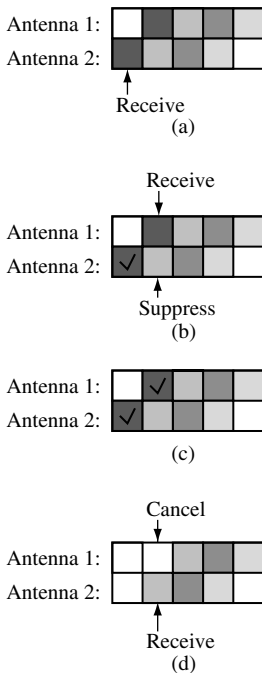 Antenna 1:
Antenna 2:
Receive
(a)
Receive
Antenna 1:
Antenna 2:
Suppress
(b)
Antenna 1:
Antenna 2:
(c)
Cancel
Antenna 1:
Antenna 2:
Receive
(d)